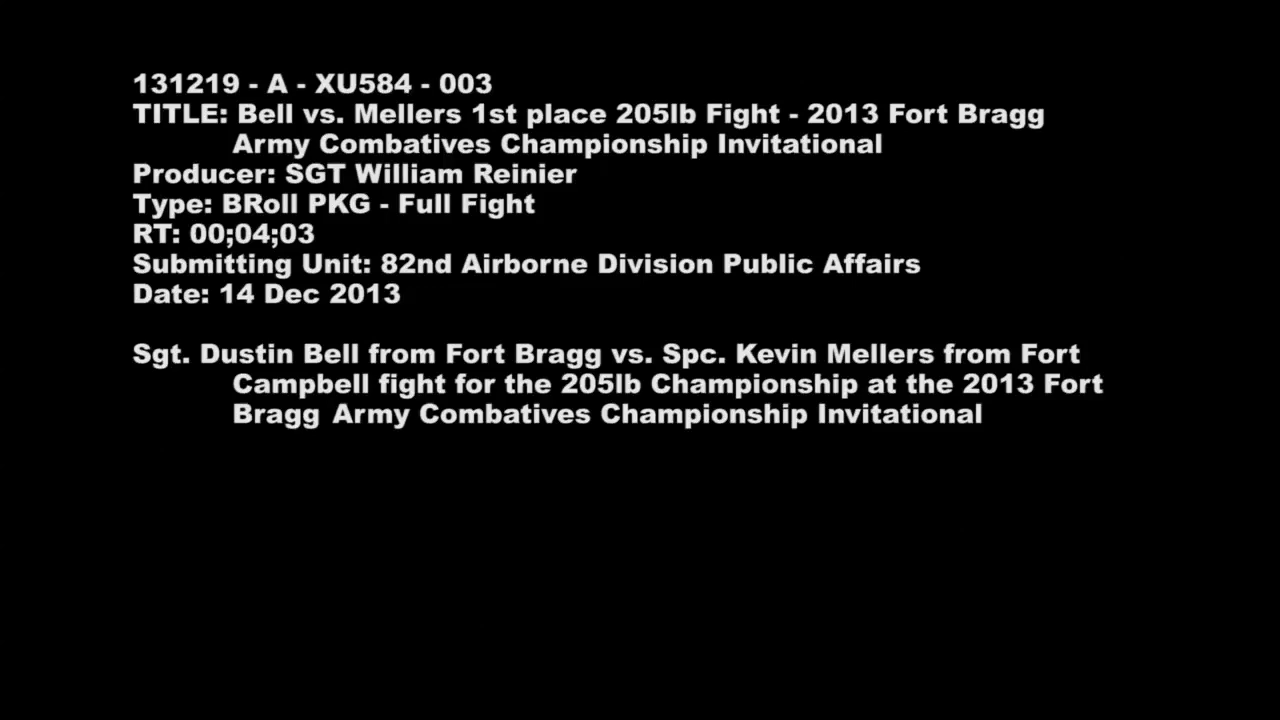 131219 - A - XU584 - 003
TITLE: Bell vs. Mellers 1st place 205lb Fight - 2013 Fort Bragg
Army Combatives Championship Invitational
Producer: SGT William Reinier
Type: BRoll PKG - Full Fight
RT: 00;04;03
Submitting Unit: 82nd Airborne Division Public Affairs
Date: 14 Dec 2013
Sgt. Dustin Bell from Fort Bragg vs. Spc. Kevin Mellers from Fort
Campbell fight for the 205lb Championship at the 2013 Fort
Bragg Army Combatives Championship Invitational